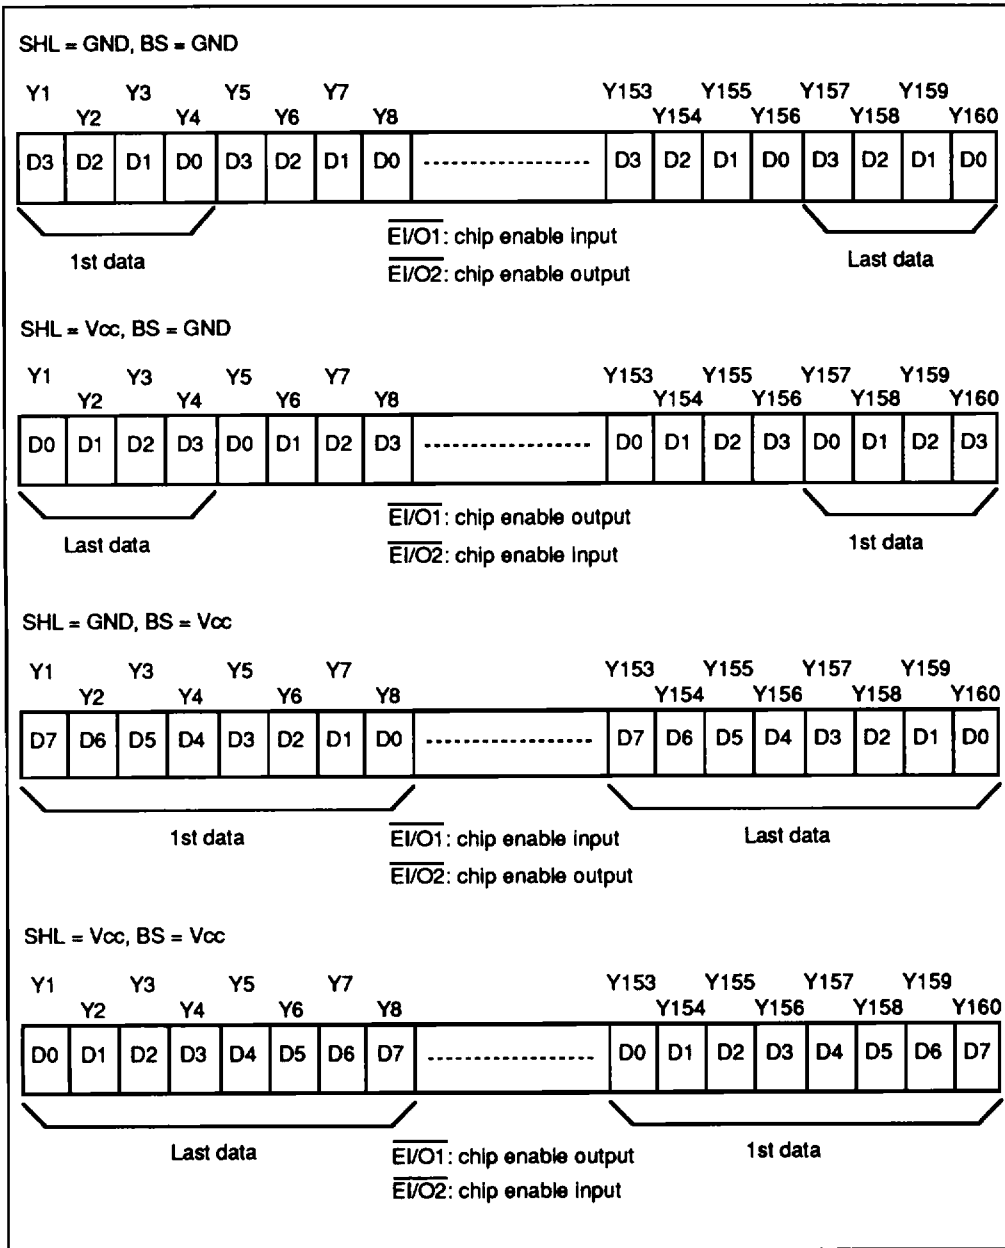 SHL = GND, BS = GND
Y1 Y3 Y5 Y7 Y153 Y155 Y157 Y159
Y2 Y4 Y6 Y8 Y154 Y156 Y158 Y160
D3 D2 D1 D0 D3 D2 D1 D0 D3 D2 D1 D0 D3 D2 D1 D0
EI/O1: chip enable input
1st data Last data
EI/O2: chip enable output
SHL = Vcc, BS = GND
Y1 Y3 Y5 Y7 Y153 Y155 Y157 Y159
Y2 Y4 Y6 Y8 Y154 Y156 Y158 Y160
D0 D1 D2 D3 D0 D1 D2 D3 D0 D1 D2 D3 D0 D1 D2 D3
EI/O1: chip enable output
Last data 1st data
EI/O2: chip enable input
SHL = GND, BS = Vcc
Y1 Y3 Y5 Y7 Y153 Y155 Y157 Y159
Y2 Y4 Y6 Y8 Y154 Y156 Y158 Y160
D7 D6 D5 D4 D3 D2 D1 D0 D7 D6 D5 D4 D3 D2 D1 D0
1st data EI/O1: chip enable input Last data
EI/O2: chip enable output
SHL = Vcc, BS = Vcc
Y1 Y3 Y5 Y7 Y153 Y155 Y157 Y159
Y2 Y4 Y6 Y8 Y154 Y156 Y158 Y160
D0 D1 D2 D3 D4 D5 D6 D7 D0 D1 D2 D3 D4 D5 D6 D7
Last data EI/O1: chip enable output 1st data
EI/O2: chip enable input